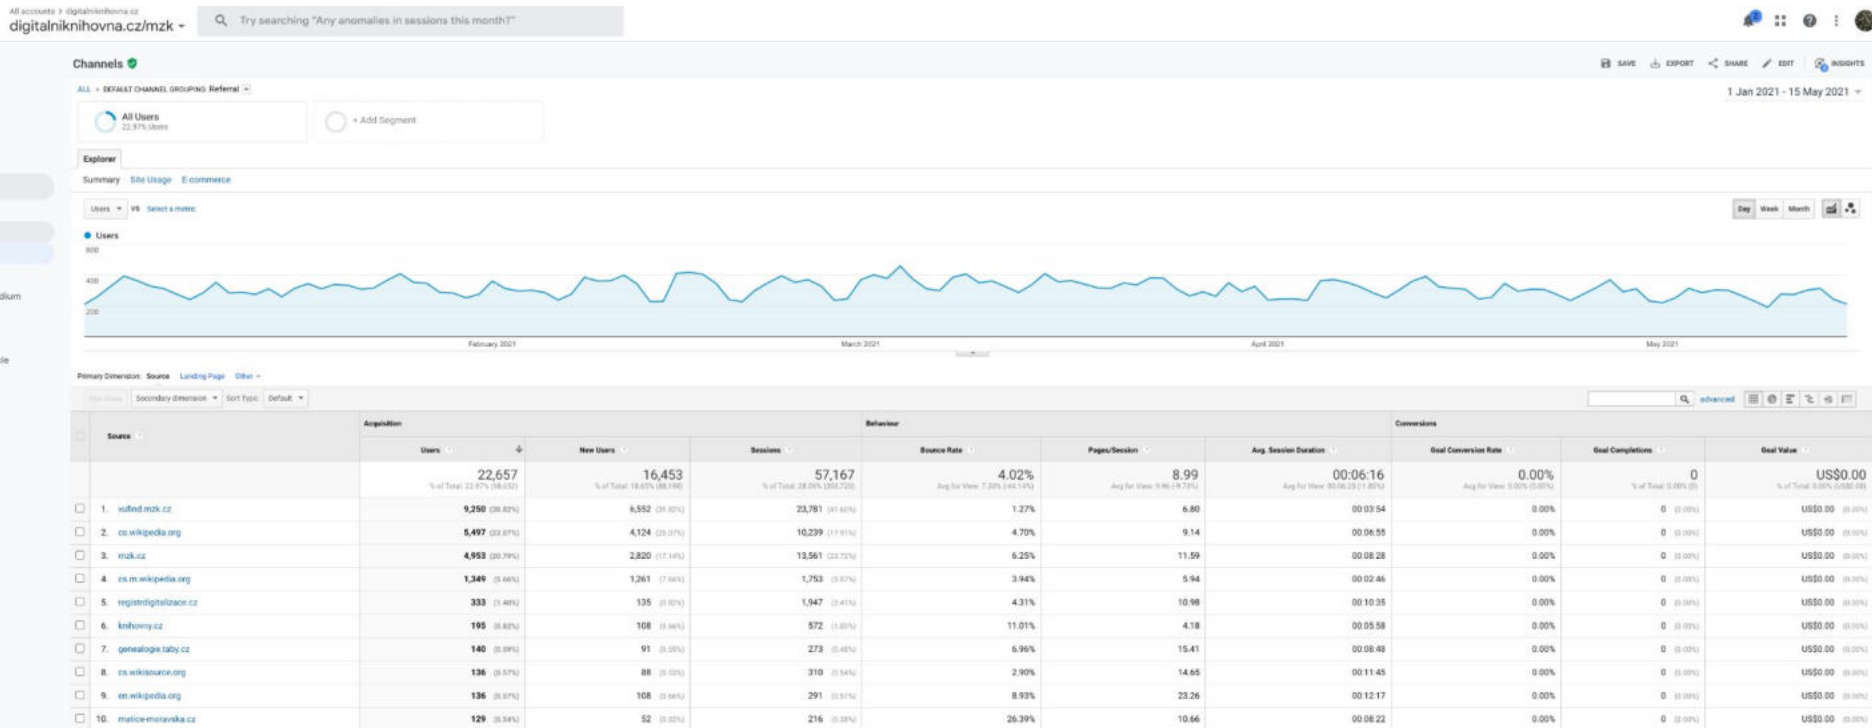 All accounts > digitalniknihovna.cz
digitalniknihovna.cz/mzk
Try searching "Any anomalies in sessions this month?"
Channels
SAVE EXPORT SHARE EDIT INSIGHTS
ALL » DEFAULT CHANNEL GROUPING: Referral
1 Jan 2021 - 15 May 2021
All Users
22.97% Users
+ Add Segment
Explorer
Summary Site Usage E-commerce
Users VS Select a metric
Day Week Month
Users
600
400
200
February 2021 March 2021 April 2021 May 2021
dium
Primary Dimension: Source Landing Page Other
Secondary dimension Sort Type: Default
advanced
Source Acquisition Behaviour Conversions
Users New Users Sessions Bounce Rate Pages/Session Avg. Session Duration Goal Conversion Rate Goal Completions Goal Value
22,657 16,453 57,167 4.02% 8.99 00:06:16 0.00% 0 US$0.00
1. vufind.mzk.cz 9,250 6,552 23,781 1.27% 6.80 00:03:54 0.00% 0 US$0.00
2. cs.wikipedia.org 5,497 4,124 10,239 4.70% 9.14 00:06:55 0.00% 0 US$0.00
3. mzk.cz 4,953 2,820 13,561 6.25% 11.59 00:08:28 0.00% 0 US$0.00
4. cs.m.wikipedia.org 1,349 1,261 1,753 3.94% 5.94 00:02:46 0.00% 0 US$0.00
5. registrdigitalizace.cz 333 135 1,947 4.31% 10.98 00:10:35 0.00% 0 US$0.00
6. knihovny.cz 195 108 572 11.01% 4.18 00:05:58 0.00% 0 US$0.00
7. genealogie.taby.cz 140 91 273 6.96% 15.41 00:08:48 0.00% 0 US$0.00
8. cs.wikisource.org 136 88 310 2.90% 14.65 00:11:45 0.00% 0 US$0.00
9. en.wikipedia.org 136 108 291 8.93% 23.26 00:12:17 0.00% 0 US$0.00
10. matice-moravska.cz 129 52 216 26.39% 10.66 00:08:22 0.00% 0 US$0.00